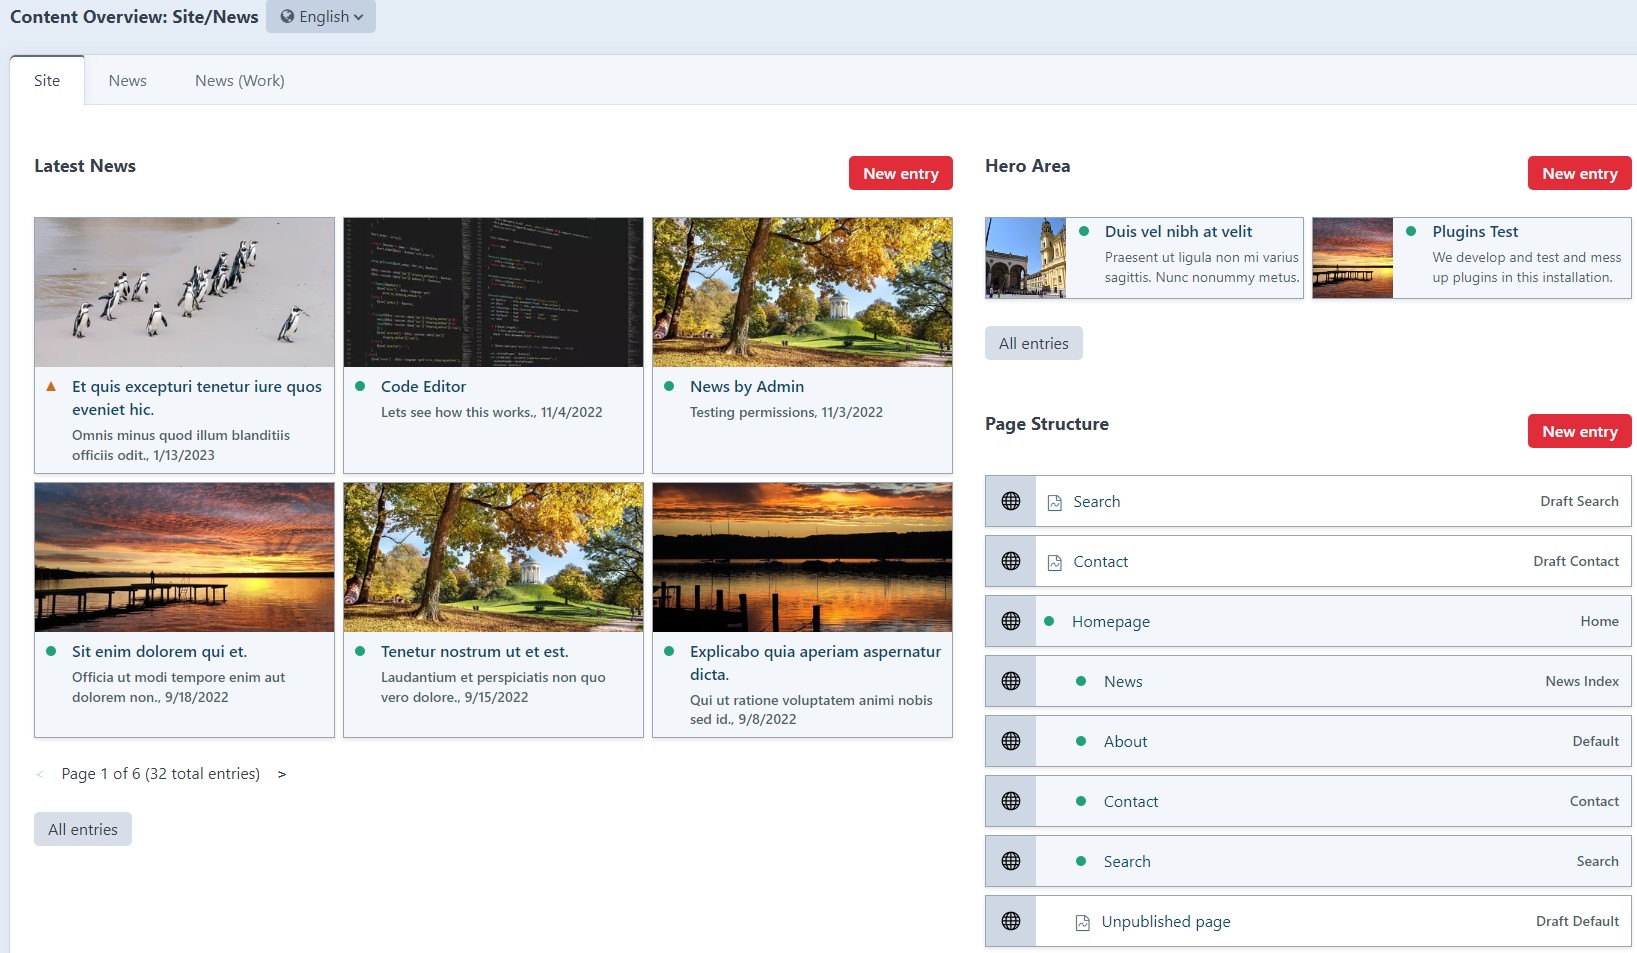 Content Overview: Site/News
English
Site
News
News (Work)
Latest News
New entry
Et quis excepturi tenetur iure quos
eveniet hic.
Omnis minus quod illum blanditiis
officiis odit., 1/13/2023
Code Editor
Lets see how this works., 11/4/2022
News by Admin
Testing permissions, 11/3/2022
Sit enim dolorem qui et.
Officia ut modi tempore enim aut
dolorem non., 9/18/2022
Tenetur nostrum ut et est.
Laudantium et perspiciatis non quo
vero dolore., 9/15/2022
Explicabo quia aperiam aspernatur
dicta.
Qui ut ratione voluptatem animi nobis
sed id., 9/8/2022
< Page 1 of 6 (32 total entries) >
All entries
Hero Area
New entry
Duis vel nibh at velit
Praesent ut ligula non mi varius
sagittis. Nunc nonummy metus.
Plugins Test
We develop and test and mess
up plugins in this installation.
All entries
Page Structure
New entry
Search
Draft Search
Contact
Draft Contact
Homepage
Home
News
News Index
About
Default
Contact
Contact
Search
Search
Unpublished page
Draft Default